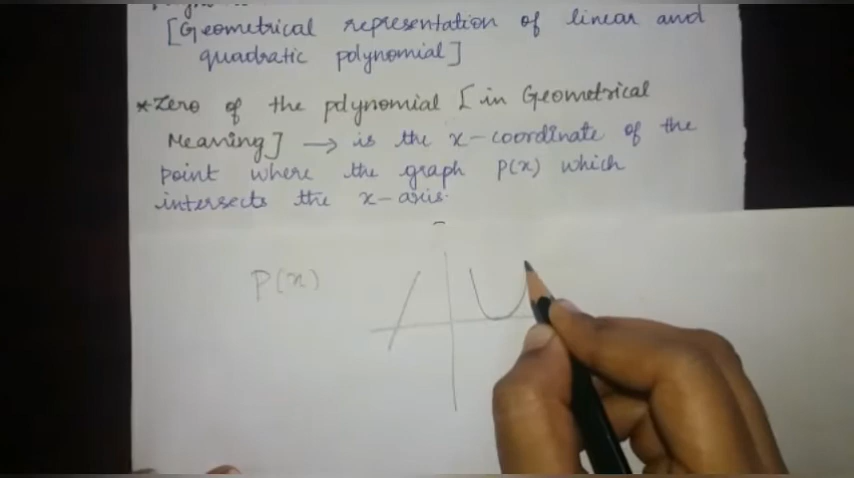 [Geometrical representation of linear and
quadratic polynomial]
*Zero of the polynomial [in Geometrical
Meaning] → is the x-coordinate of the
point where the graph P(x) which
intersects the x-axis.
P(x)